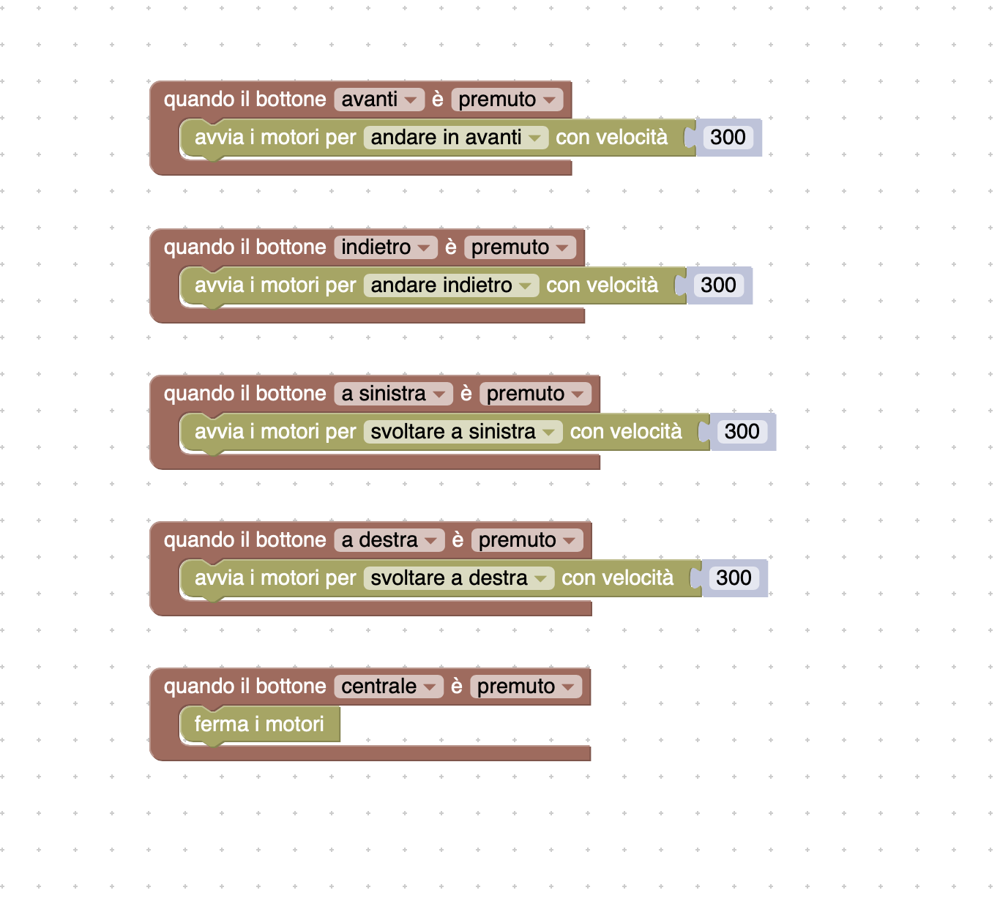 quando il bottone avanti è premuto
avvia i motori per andare in avanti con velocità 300
quando il bottone indietro è premuto
avvia i motori per andare indietro con velocità 300
quando il bottone a sinistra è premuto
avvia i motori per svoltare a sinistra con velocità 300
quando il bottone a destra è premuto
avvia i motori per svoltare a destra con velocità 300
quando il bottone centrale è premuto
ferma i motori